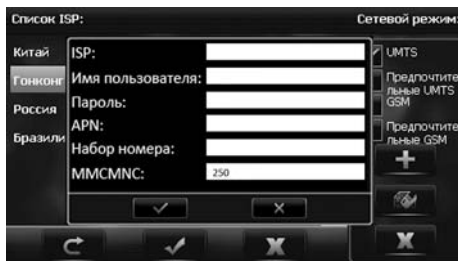 Список ISP:
Сетевой режим:
Китай
Гонконг
Россия
Бразили
ISP:
Имя пользователя:
Пароль:
APN:
Набор номера:
MMCMNC:
250
UMTS
Предпочтите
льные UMTS
GSM
Предпочтите
льные GSM